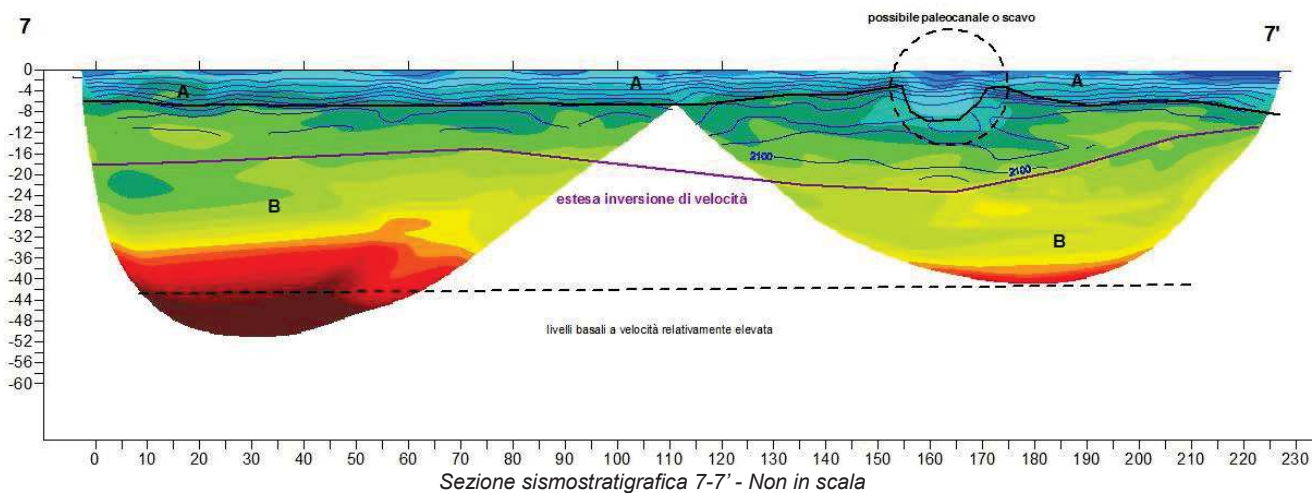 7
possibile paleocanale o scavo
7'
0
-4
-8
-12
-16
-20
-24
-28
-32
-36
-40
-44
-48
-52
-56
-60
A
A
A
2100
2100
estesa inversione di velocità
B
B
livelli basali a velocità relativamente elevata
0 10 20 30 40 50 60 70 80 90 100 110 120 130 140 150 160 170 180 190 200 210 220 230
Sezione sismostratigrafica 7-7' - Non in scala